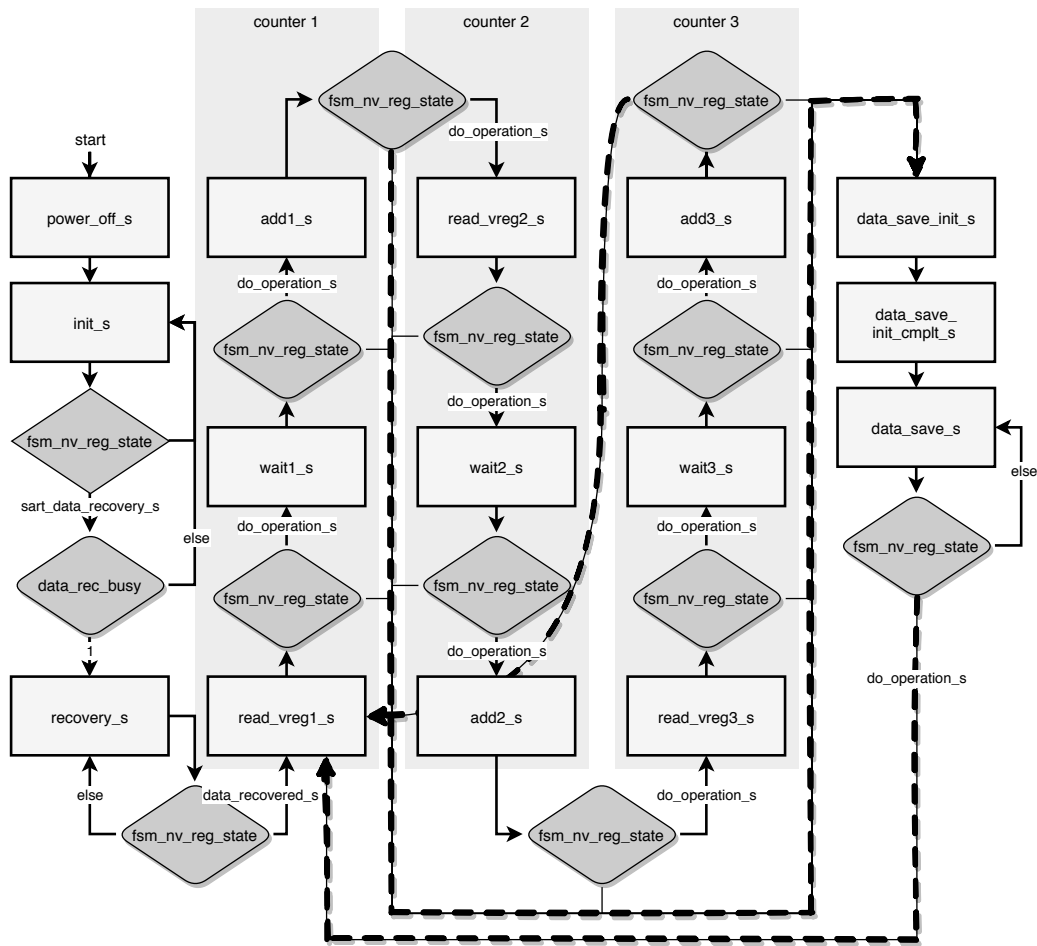 counter 1
counter 2
counter 3
start
power_off_s
init_s
fsm_nv_reg_state
sart_data_recovery_s
data_rec_busy
else
1
recovery_s
else
fsm_nv_reg_state
data_recovered_s
read_vreg1_s
fsm_nv_reg_state
do_operation_s
wait1_s
fsm_nv_reg_state
do_operation_s
add1_s
fsm_nv_reg_state
do_operation_s
read_vreg2_s
fsm_nv_reg_state
do_operation_s
wait2_s
fsm_nv_reg_state
do_operation_s
add2_s
fsm_nv_reg_state
do_operation_s
read_vreg3_s
fsm_nv_reg_state
do_operation_s
wait3_s
fsm_nv_reg_state
do_operation_s
add3_s
fsm_nv_reg_state
data_save_init_s
data_save_
init_cmplt_s
data_save_s
else
fsm_nv_reg_state
do_operation_s